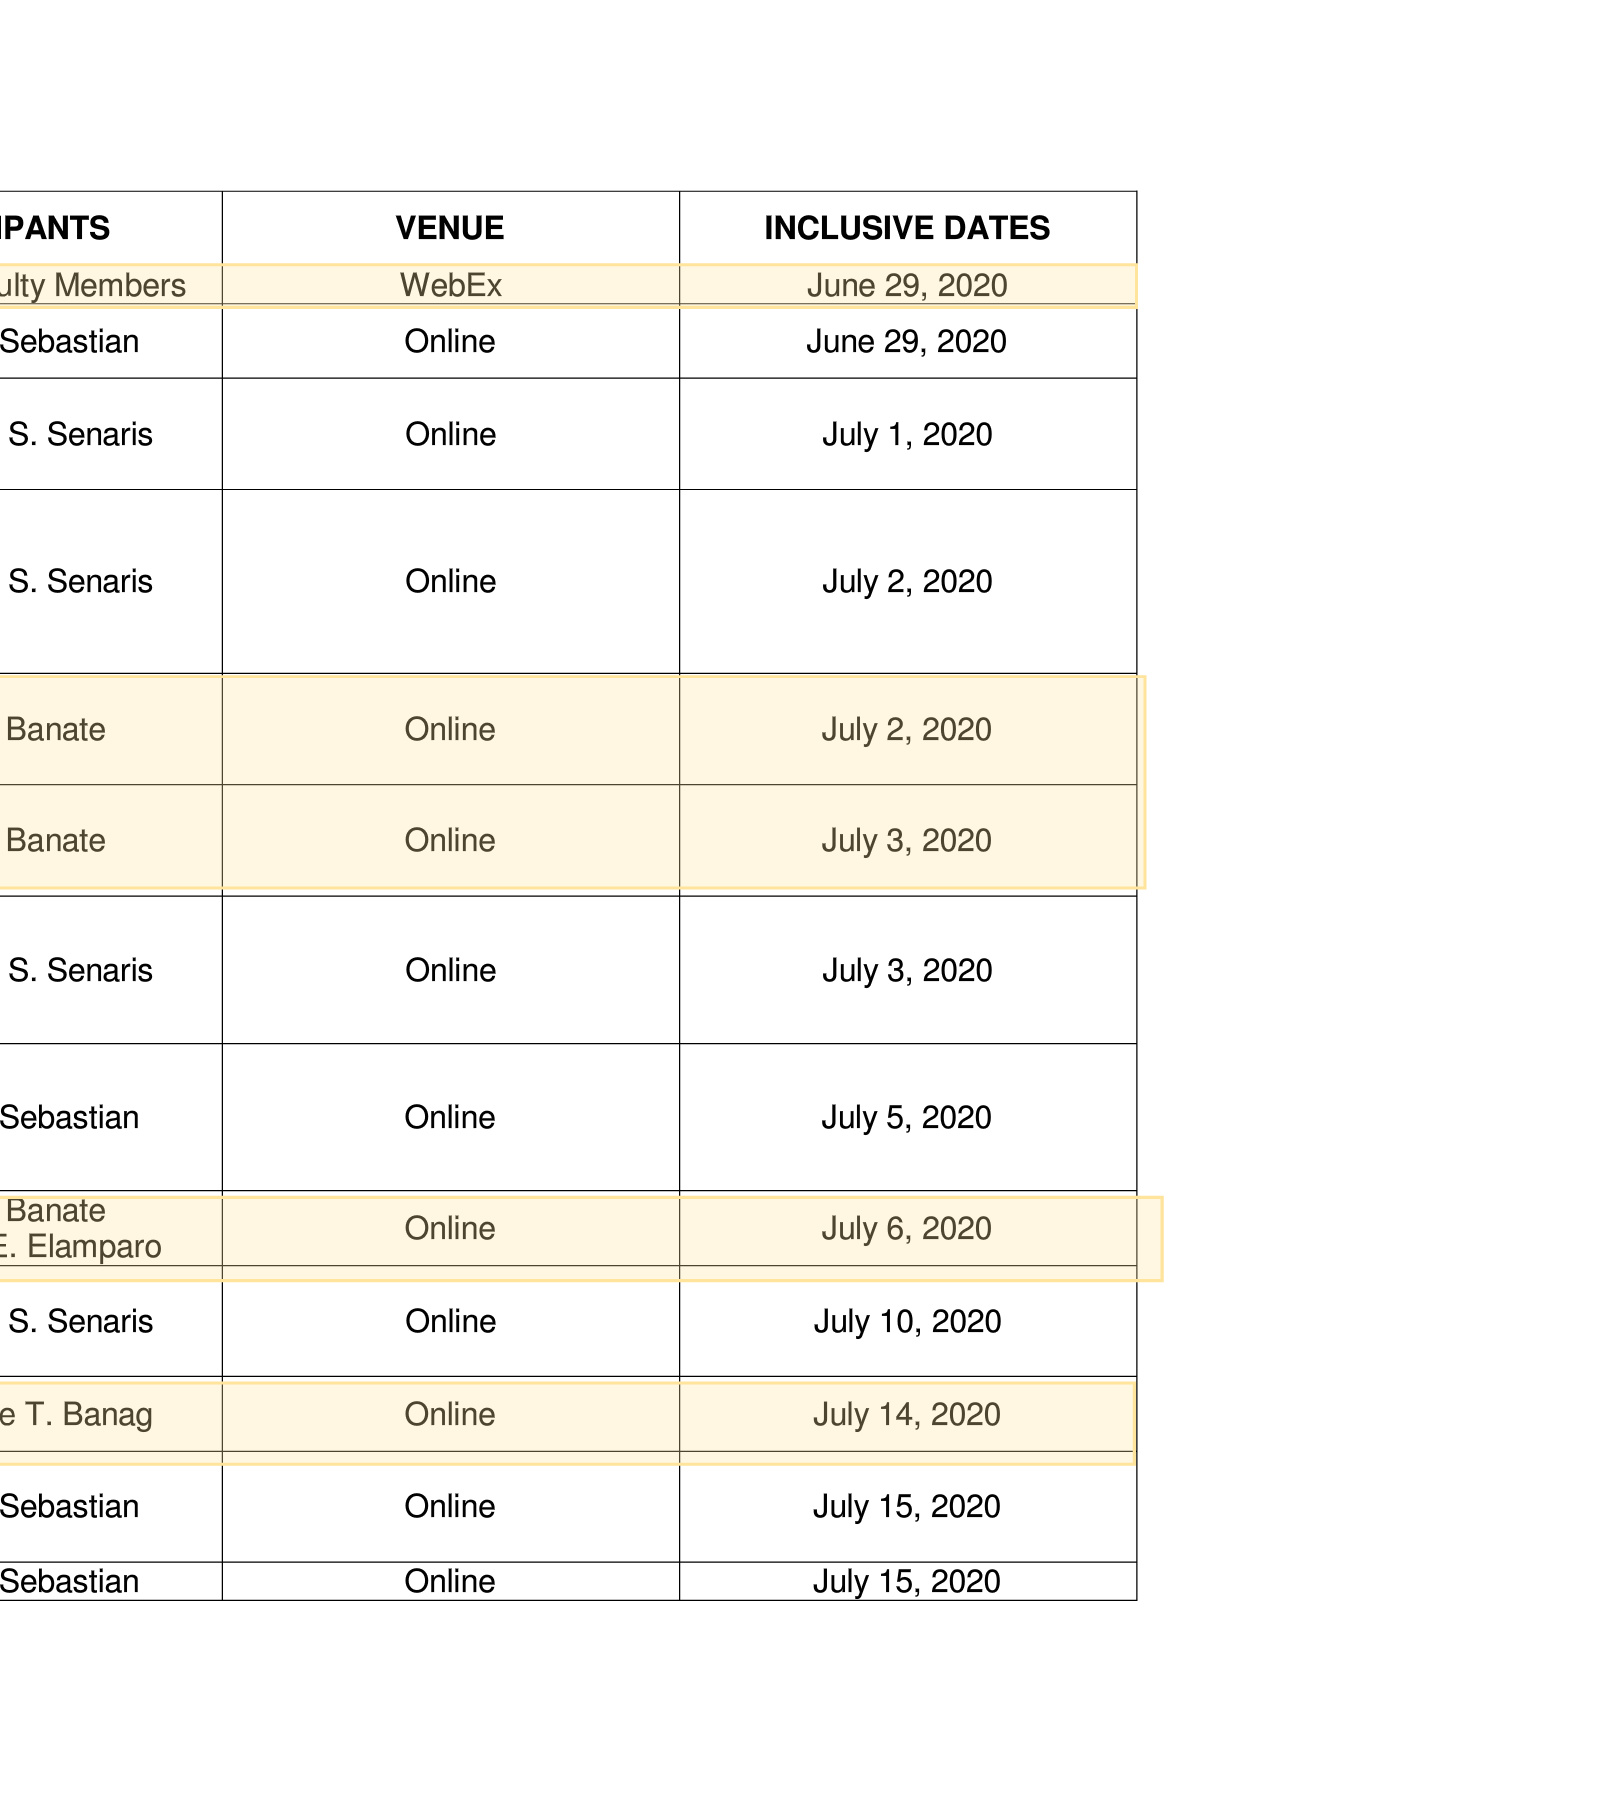 IPANTS VENUE INCLUSIVE DATES
ulty Members WebEx June 29, 2020
Sebastian Online June 29, 2020
S. Senaris Online July 1, 2020
S. Senaris Online July 2, 2020
Banate Online July 2, 2020
Banate Online July 3, 2020
S. Senaris Online July 3, 2020
Sebastian Online July 5, 2020
Banate
E. Elamparo Online July 6, 2020
S. Senaris Online July 10, 2020
e T. Banag Online July 14, 2020
Sebastian Online July 15, 2020
Sebastian Online July 15, 2020